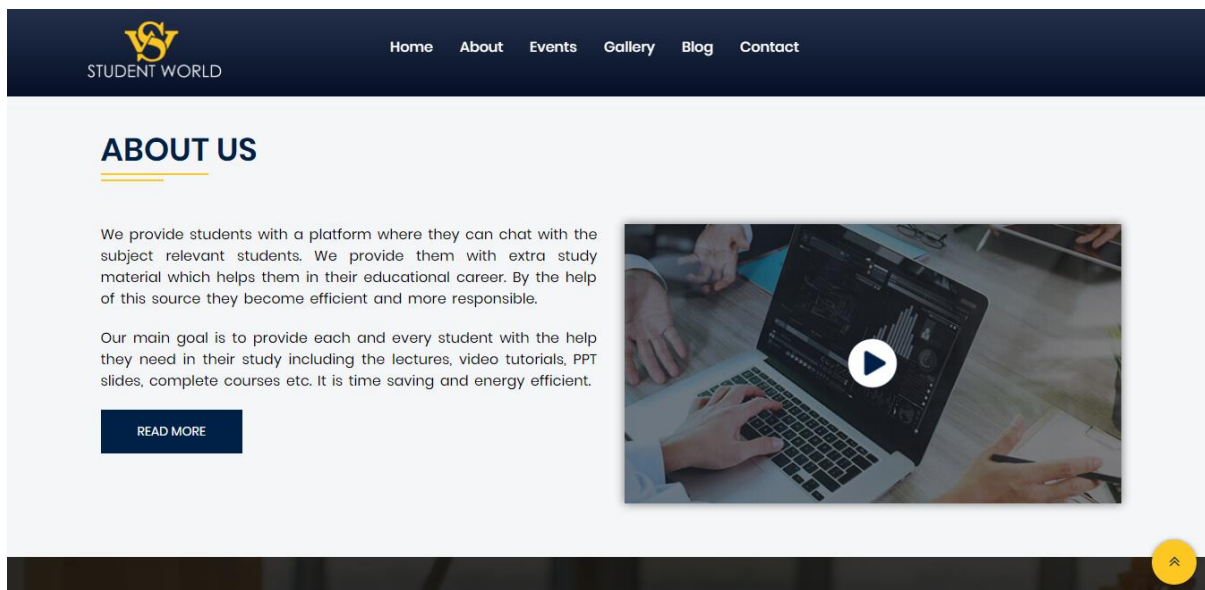 STUDENT WORLD
Home About Events Gallery Blog Contact
ABOUT US
We provide students with a platform where they can chat with the
subject relevant students. We provide them with extra study
material which helps them in their educational career. By the help
of this source they become efficient and more responsible.
Our main goal is to provide each and every student with the help
they need in their study including the lectures, video tutorials, PPT
slides, complete courses etc. It is time saving and energy efficient.
READ MORE